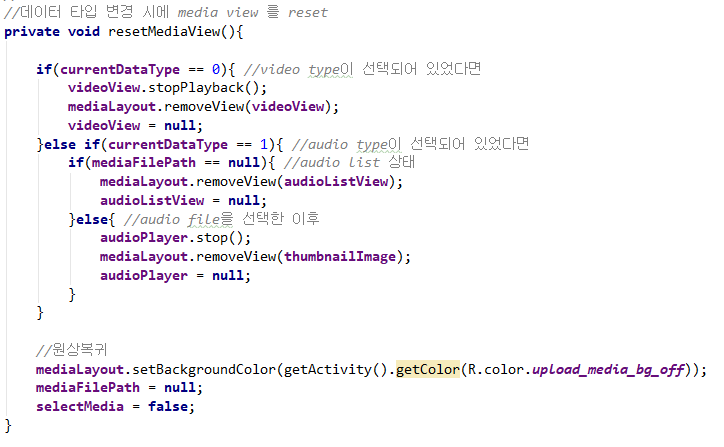 //데이터 타입 변경 시에 media view 를 reset
private void resetMediaView(){
if(currentDataType == 0){ //video type이 선택되어 있었다면
videoView.stopPlayback();
mediaLayout.removeView(videoView);
videoView = null;
}else if(currentDataType == 1){ //audio type이 선택되어 있었다면
if(mediaFilePath == null){ //audio list 상태
mediaLayout.removeView(audioListView);
audioListView = null;
}else{ //audio file을 선택한 이후
audioPlayer.stop();
mediaLayout.removeView(thumbnailImage);
audioPlayer = null;
}
}
//원상복귀
mediaLayout.setBackgroundColor(getActivity().getColor(R.color.upload_media_bg_off));
mediaFilePath = null;
selectMedia = false;
}